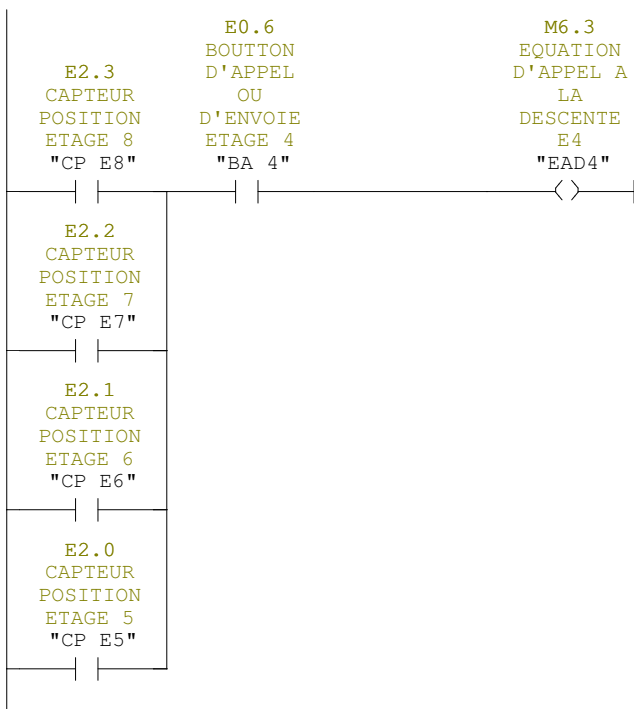 E0.6
BOUTTON
D'APPEL
OU
D'ENVOIE
ETAGE 4
"BA 4"
M6.3
EQUATION
D'APPEL A
LA
DESCENTE
E4
"EAD4"
E2.3
CAPTEUR
POSITION
ETAGE 8
"CP E8"
E2.2
CAPTEUR
POSITION
ETAGE 7
"CP E7"
E2.1
CAPTEUR
POSITION
ETAGE 6
"CP E6"
E2.0
CAPTEUR
POSITION
ETAGE 5
"CP E5"